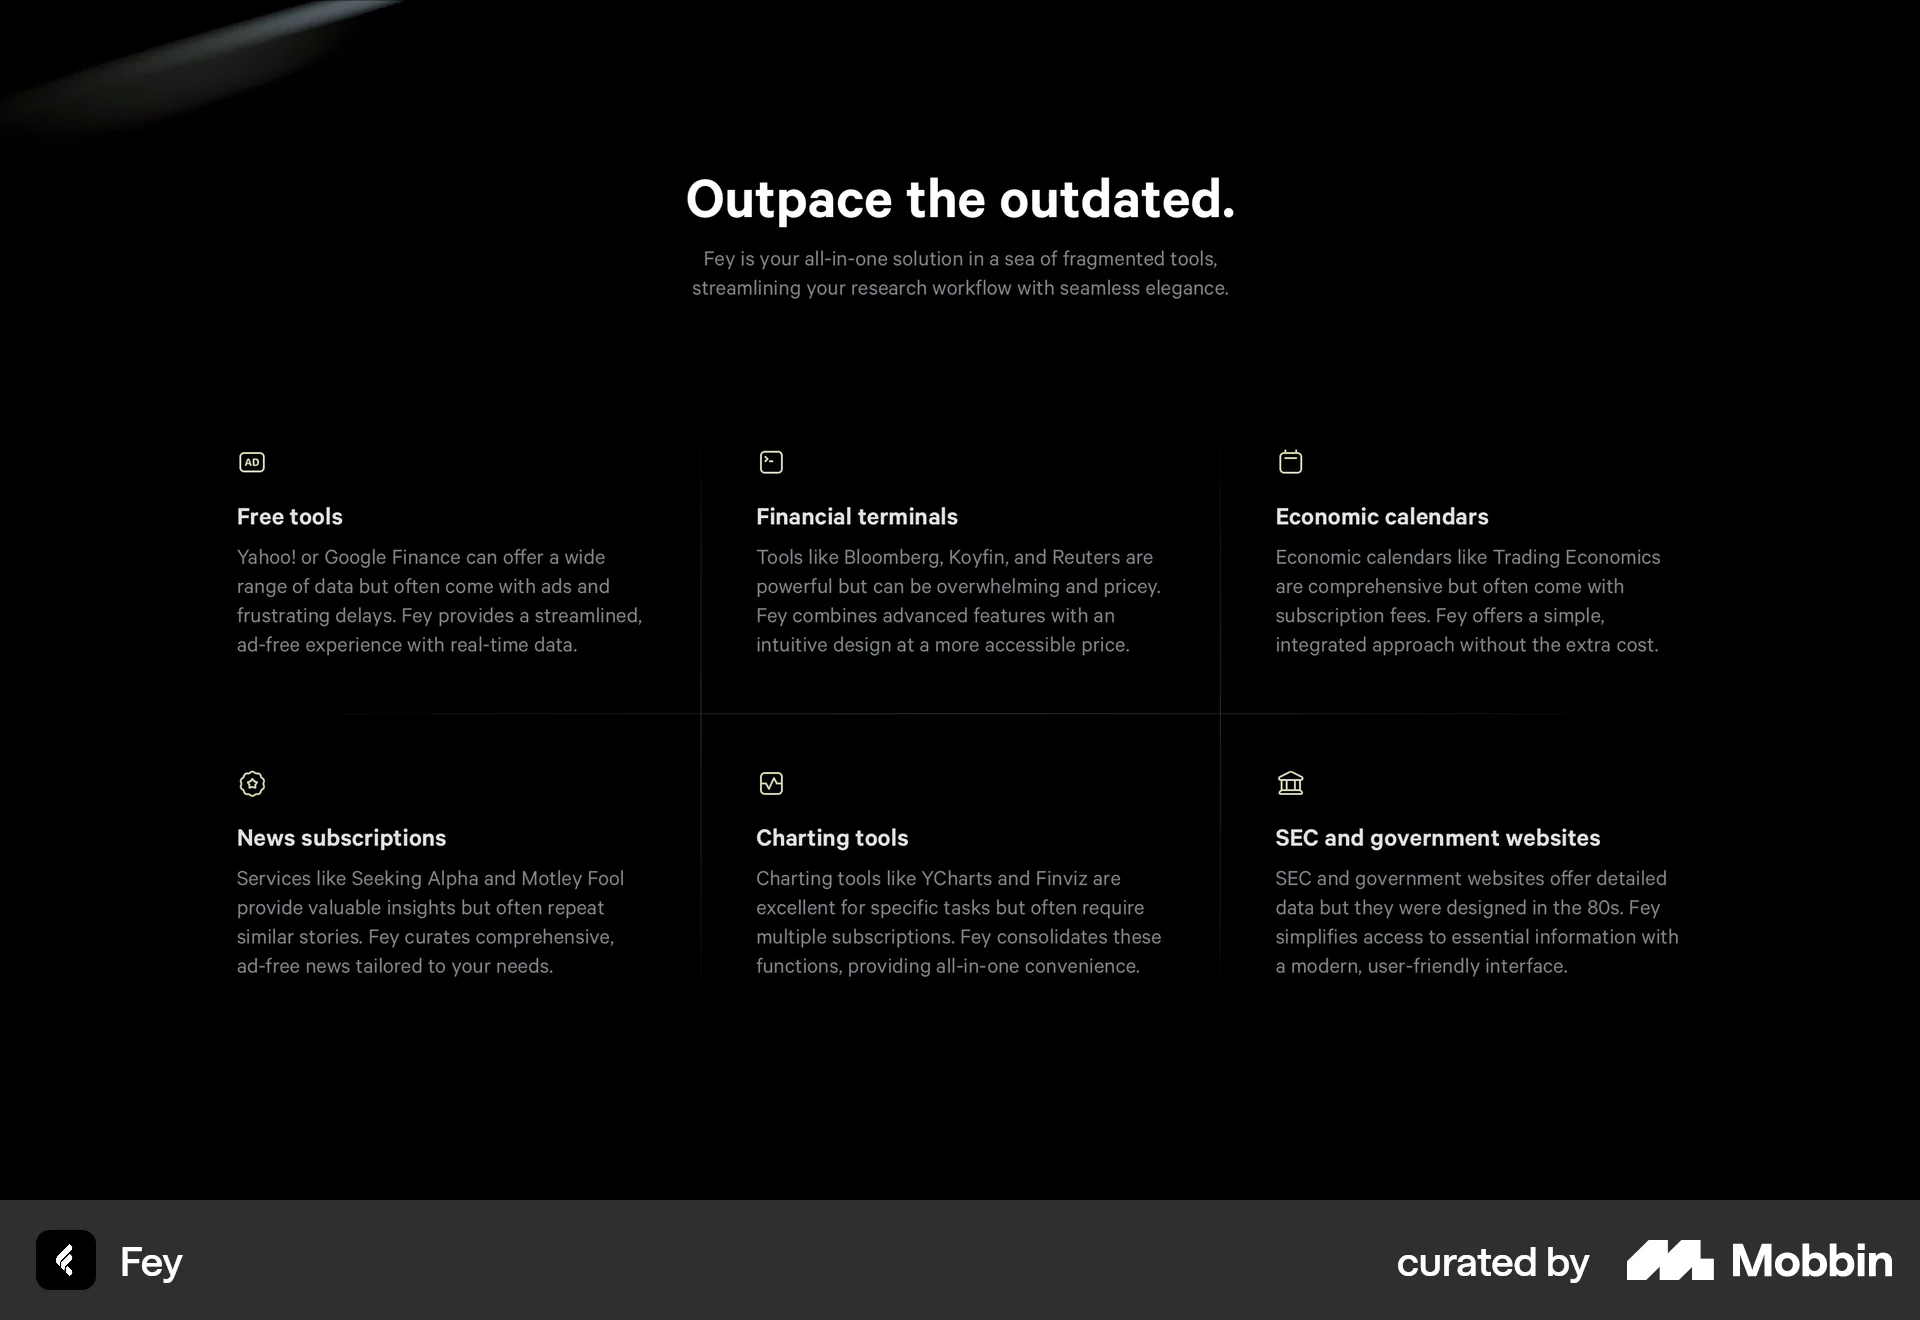 Outpace the outdated.
Fey is your all-in-one solution in a sea of fragmented tools,
streamlining your research workflow with seamless elegance.
AD
Free tools
Yahoo! or Google Finance can offer a wide
range of data but often come with ads and
frustrating delays. Fey provides a streamlined,
ad-free experience with real-time data.
Financial terminals
Tools like Bloomberg, Koyfin, and Reuters are
powerful but can be overwhelming and pricey.
Fey combines advanced features with an
intuitive design at a more accessible price.
Economic calendars
Economic calendars like Trading Economics
are comprehensive but often come with
subscription fees. Fey offers a simple,
integrated approach without the extra cost.
News subscriptions
Services like Seeking Alpha and Motley Fool
provide valuable insights but often repeat
similar stories. Fey curates comprehensive,
ad-free news tailored to your needs.
Charting tools
Charting tools like YCharts and Finviz are
excellent for specific tasks but often require
multiple subscriptions. Fey consolidates these
functions, providing all-in-one convenience.
SEC and government websites
SEC and government websites offer detailed
data but they were designed in the 80s. Fey
simplifies access to essential information with
a modern, user-friendly interface.
Fey
curated by Mobbin